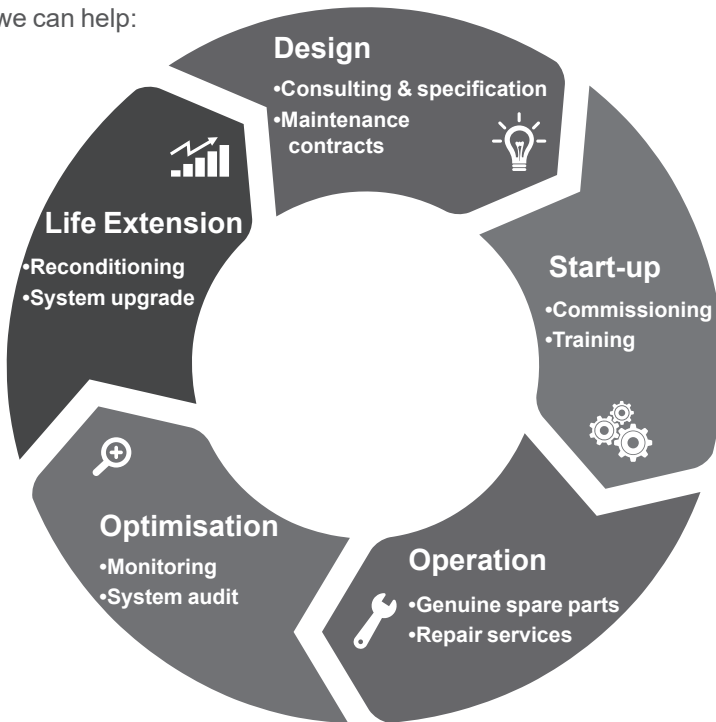 we can help:
Design
•Consulting & specification
•Maintenance
contracts
Start-up
•Commissioning
•Training
Operation
•Genuine spare parts
•Repair services
Optimisation
•Monitoring
•System audit
Life Extension
•Reconditioning
•System upgrade